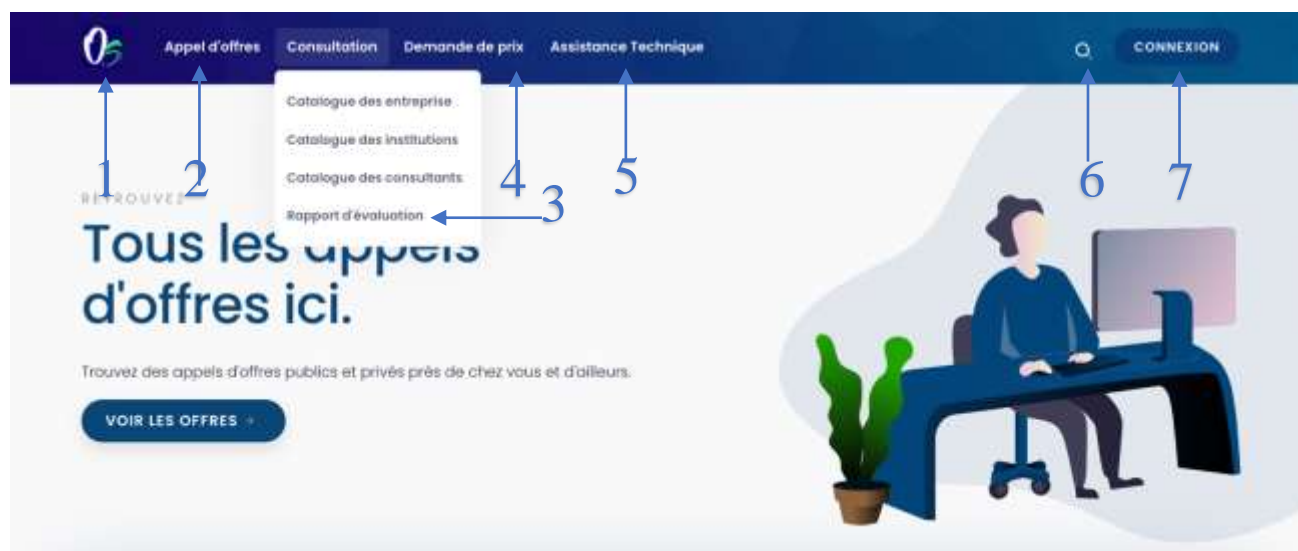 OS Appel d'offres Consultation Demande de prix Assistance Technique CONNEXION
Catalogue des entreprise
Catalogue des institutions
Catalogue des consultants
Rapport d'évaluation
1 2 3 4 5 6 7
RETROUVEZ
Tous les appels
d'offres ici.
Trouvez des appels d'offres publics et privés près de chez vous et d'ailleurs.
VOIR LES OFFRES →